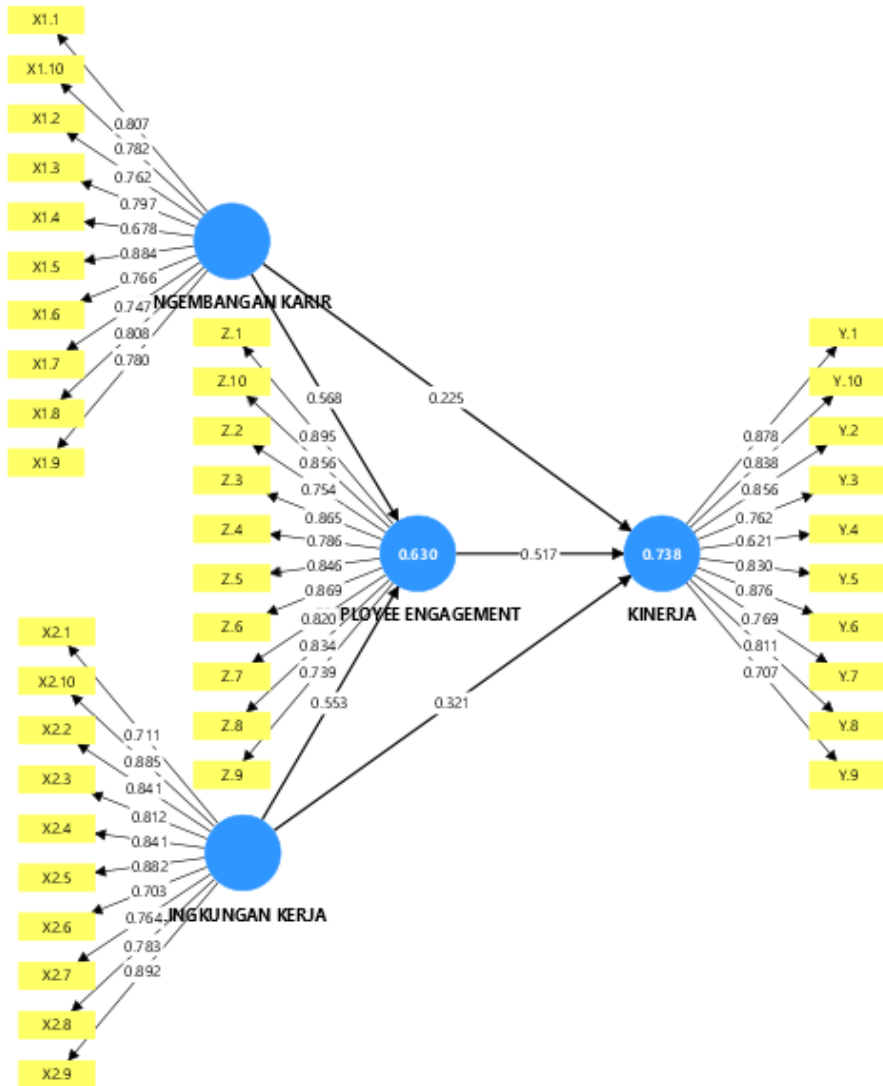 X1.1
X1.10
X1.2
X1.3
X1.4
X1.5
X1.6
X1.7
X1.8
X1.9
0.807
0.782
0.762
0.797
0.678
0.884
0.766
0.747
0.808
0.780
NGEMBANGAN KARIR
0.568
0.225
Z.1
Z.10
Z.2
Z.3
Z.4
Z.5
Z.6
Z.7
Z.8
Z.9
0.895
0.856
0.754
0.865
0.786
0.846
0.869
0.820
0.834
0.739
0.630
PLOYEE ENGAGEMENT
0.517
0.738
KINERJA
0.878
0.838
0.856
0.762
0.621
0.830
0.876
0.769
0.811
0.707
Y.1
Y.10
Y.2
Y.3
Y.4
Y.5
Y.6
Y.7
Y.8
Y.9
0.553
0.321
X2.1
X2.10
X2.2
X2.3
X2.4
X2.5
X2.6
X2.7
X2.8
X2.9
0.711
0.885
0.841
0.812
0.841
0.882
0.703
0.764
0.783
0.892
INGKUNGAN KERJA